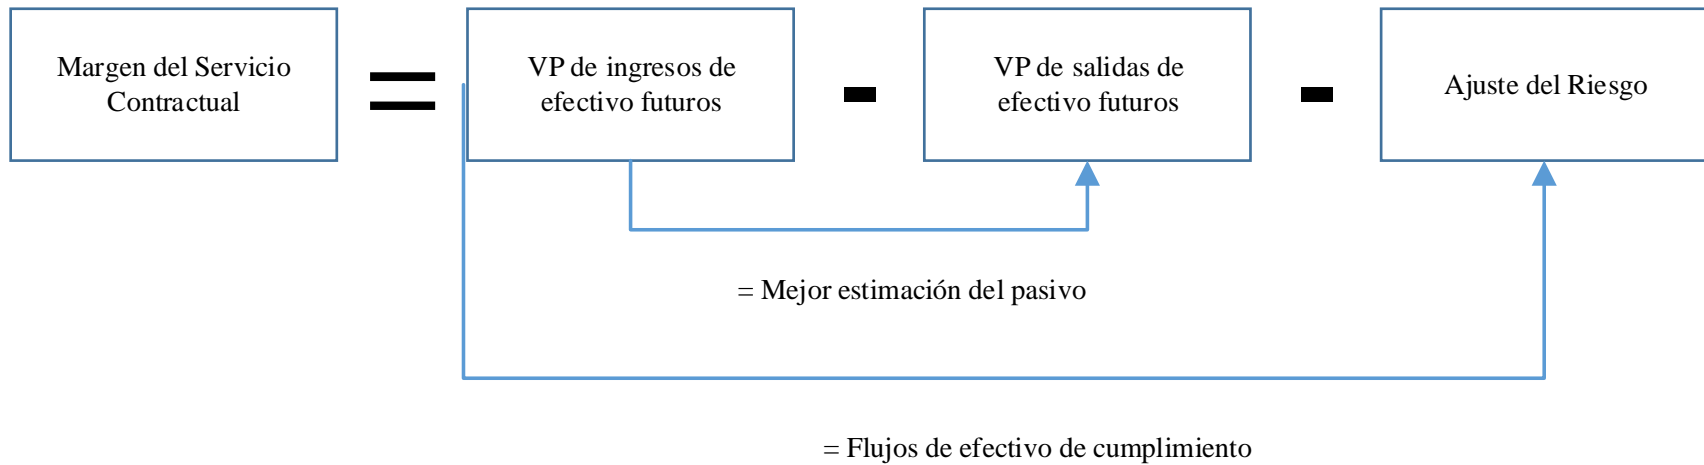 Margen del Servicio
Contractual
=
VP de ingresos de
efectivo futuros
-
VP de salidas de
efectivo futuros
-
Ajuste del Riesgo
= Mejor estimación del pasivo
= Flujos de efectivo de cumplimiento